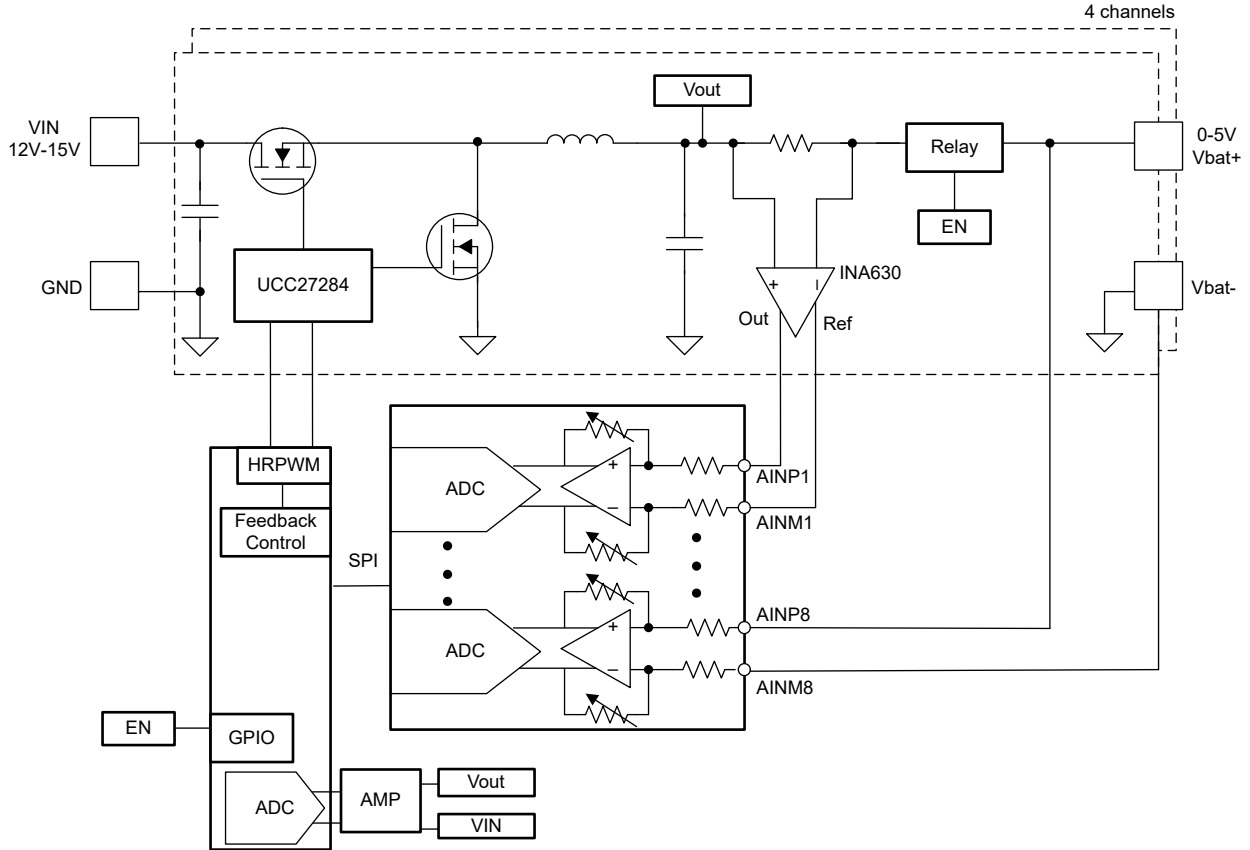 4 channels
Vout
VIN
12V-15V
0-5V
Vbat+
Relay
EN
GND
UCC27284
INA630
Vbat-
+
–
Out
Ref
HRPWM
Feedback
Control
SPI
ADC
+
–
AINP1
AINM1
ADC
+
–
AINP8
AINM8
EN
GPIO
ADC
AMP
Vout
VIN